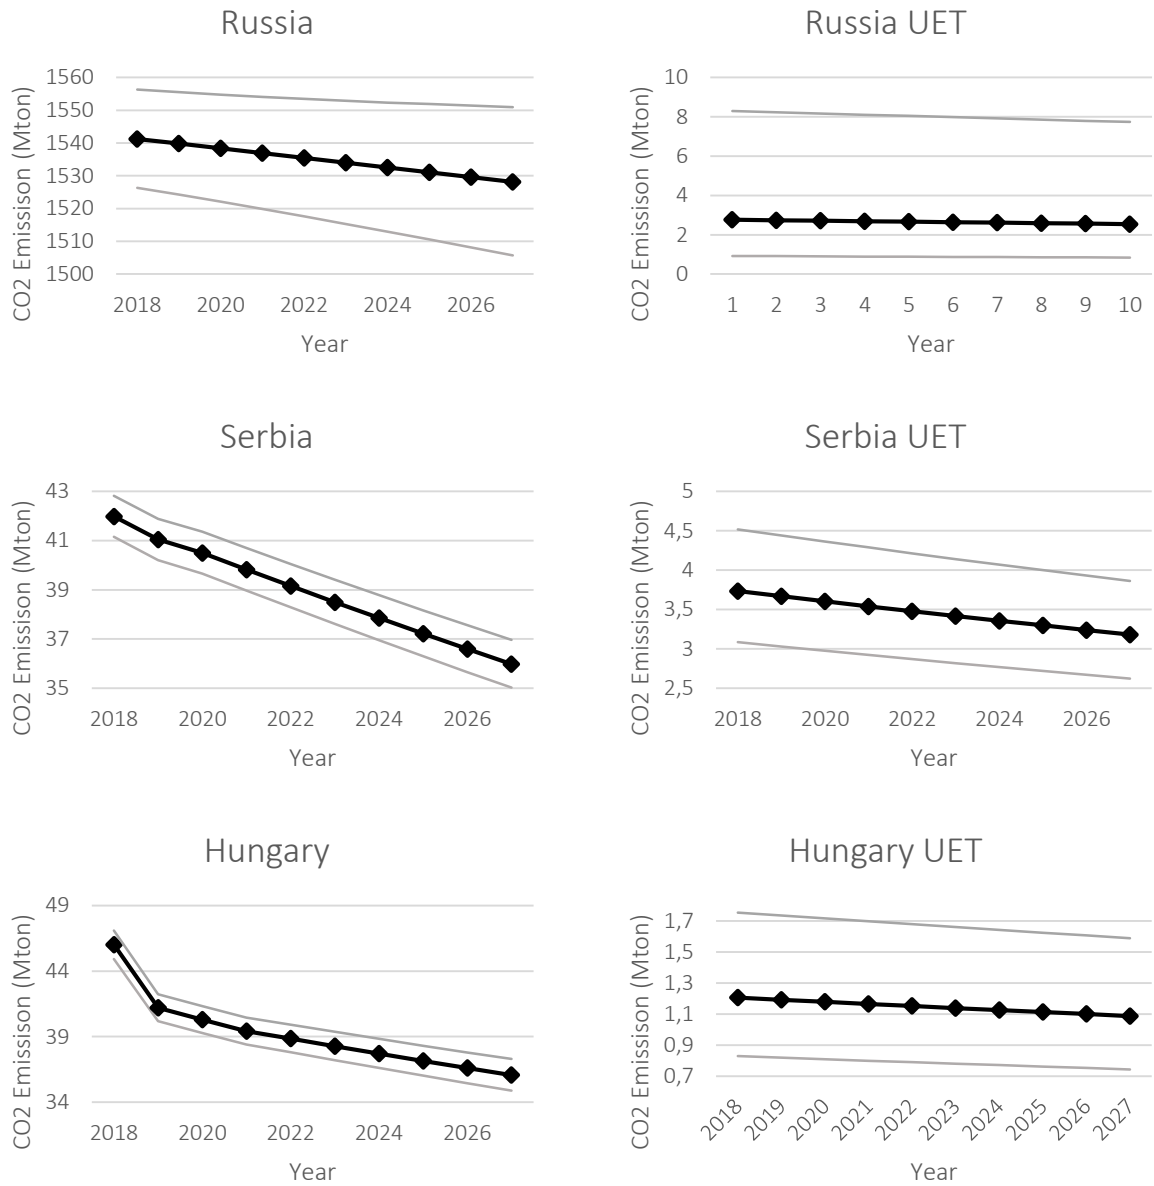 Russia
CO2 Emissison (Mton)
1560
1550
1540
1530
1520
1510
1500
2018 2020 2022 2024 2026
Year
Russia UET
CO2 Emission (Mton)
10
8
6
4
2
0
1 2 3 4 5 6 7 8 9 10
Year
Serbia
CO2 Emissison (Mton)
43
41
39
37
35
2018 2020 2022 2024 2026
Year
Serbia UET
CO2 Emission (Mton)
5
4,5
4
3,5
3
2,5
2018 2020 2022 2024 2026
Year
Hungary
CO2 Emissison (Mton)
49
44
39
34
2018 2020 2022 2024 2026
Year
Hungary UET
CO2 Emission (Mton)
1,7
1,5
1,3
1,1
0,9
0,7
2018 2019 2020 2021 2022 2023 2024 2025 2026 2027
Year